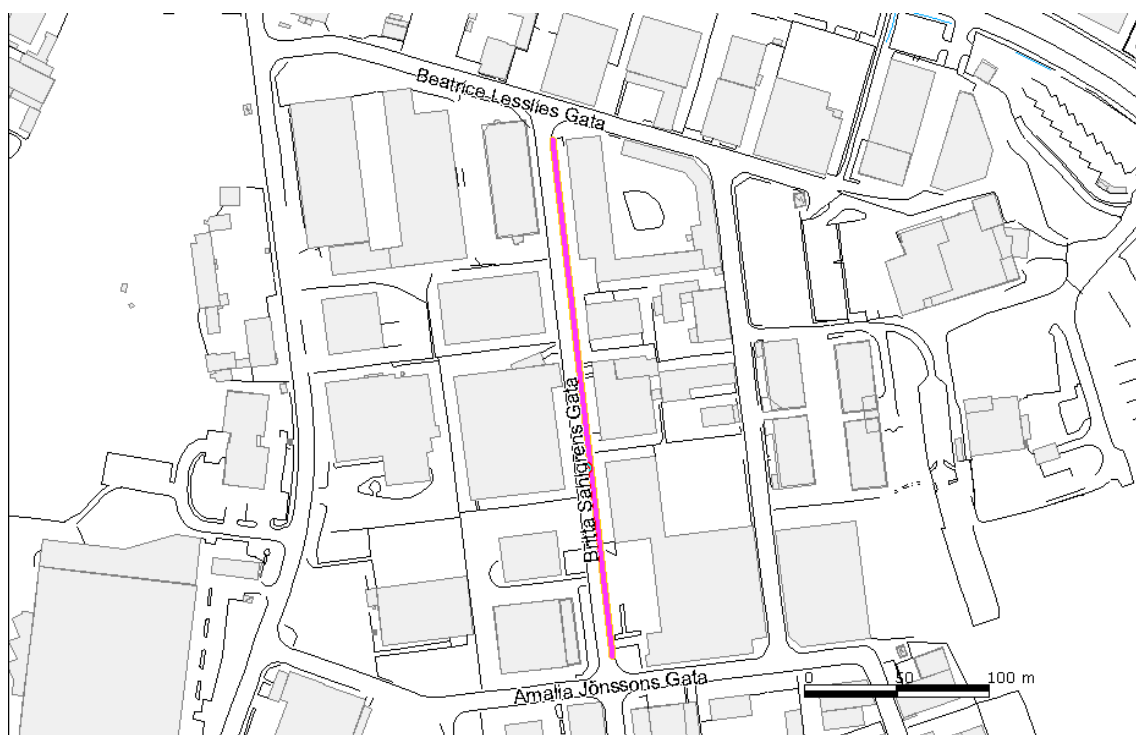 Beatrice Lesslies Gata
Britta Sahlgrens Gata
Amalia Jönssons Gata
0 50 100 m